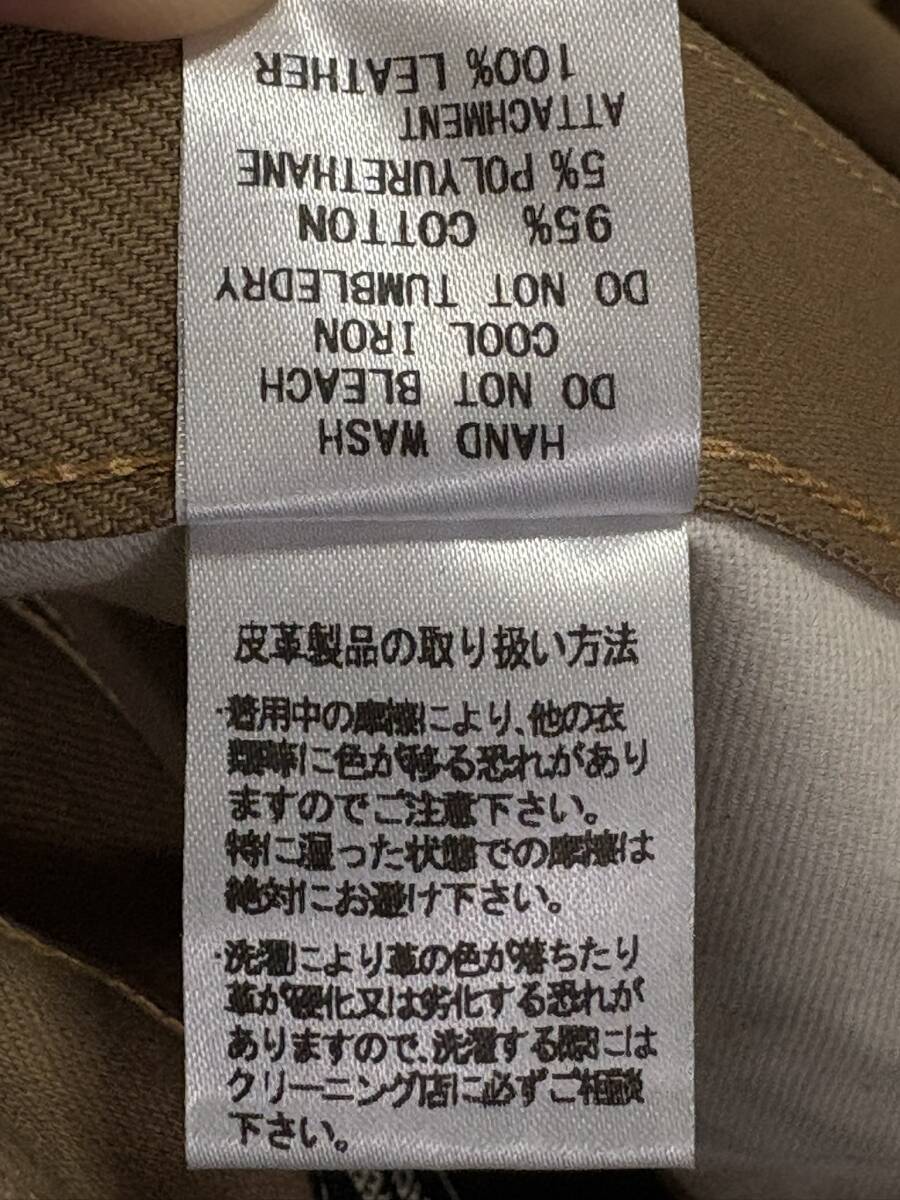 HAND WASH
DO NOT BLEACH
COOL IRON
DO NOT TUMBLEDRY
95% COTTON
5% POLYURETHANE
ATTACHMENT
100% LEATHER
皮革製品の取り扱い方法
・着用中の摩擦により、他の衣
類等に色が移る恐れがあり
ますのでご注意下さい。
特に湿った状態での摩擦は
絶対にお避け下さい。
・洗濯により革の色が落ちたり
革が硬化又は劣化する恐れが
ありますので、洗濯する際には
クリーニング店に必ずご相談
下さい。